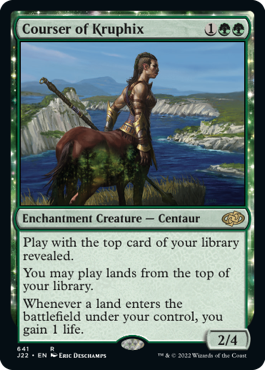 Courser of Kruphix 1
Enchantment Creature — Centaur
Play with the top card of your library
revealed.
You may play lands from the top of
your library.
Whenever a land enters the
battlefield under your control, you
gain 1 life.
2/4
641 R
J22 • EN Eric Deschamps
™ & © 2022 Wizards of the Coast